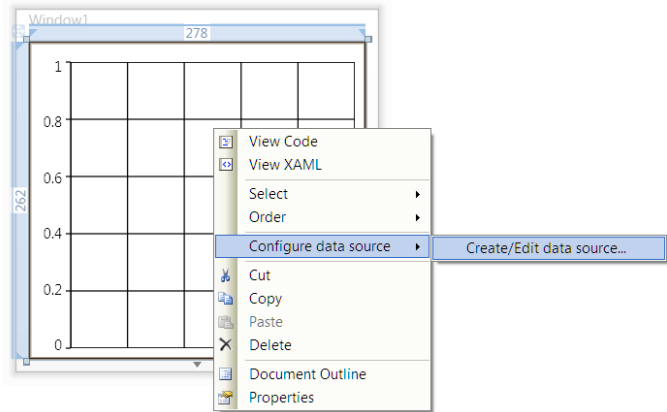 Window1
278
262
1
0.8
0.6
0.4
0.2
0
View Code
View XAML
Select
Order
Configure data source
Create/Edit data source...
Cut
Copy
Paste
Delete
Document Outline
Properties